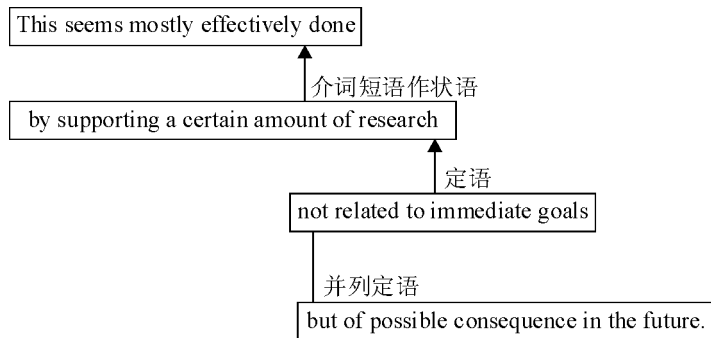 This seems mostly effectively done
介词短语作状语
by supporting a certain amount of research
定语
not related to immediate goals
并列定语
but of possible consequence in the future.